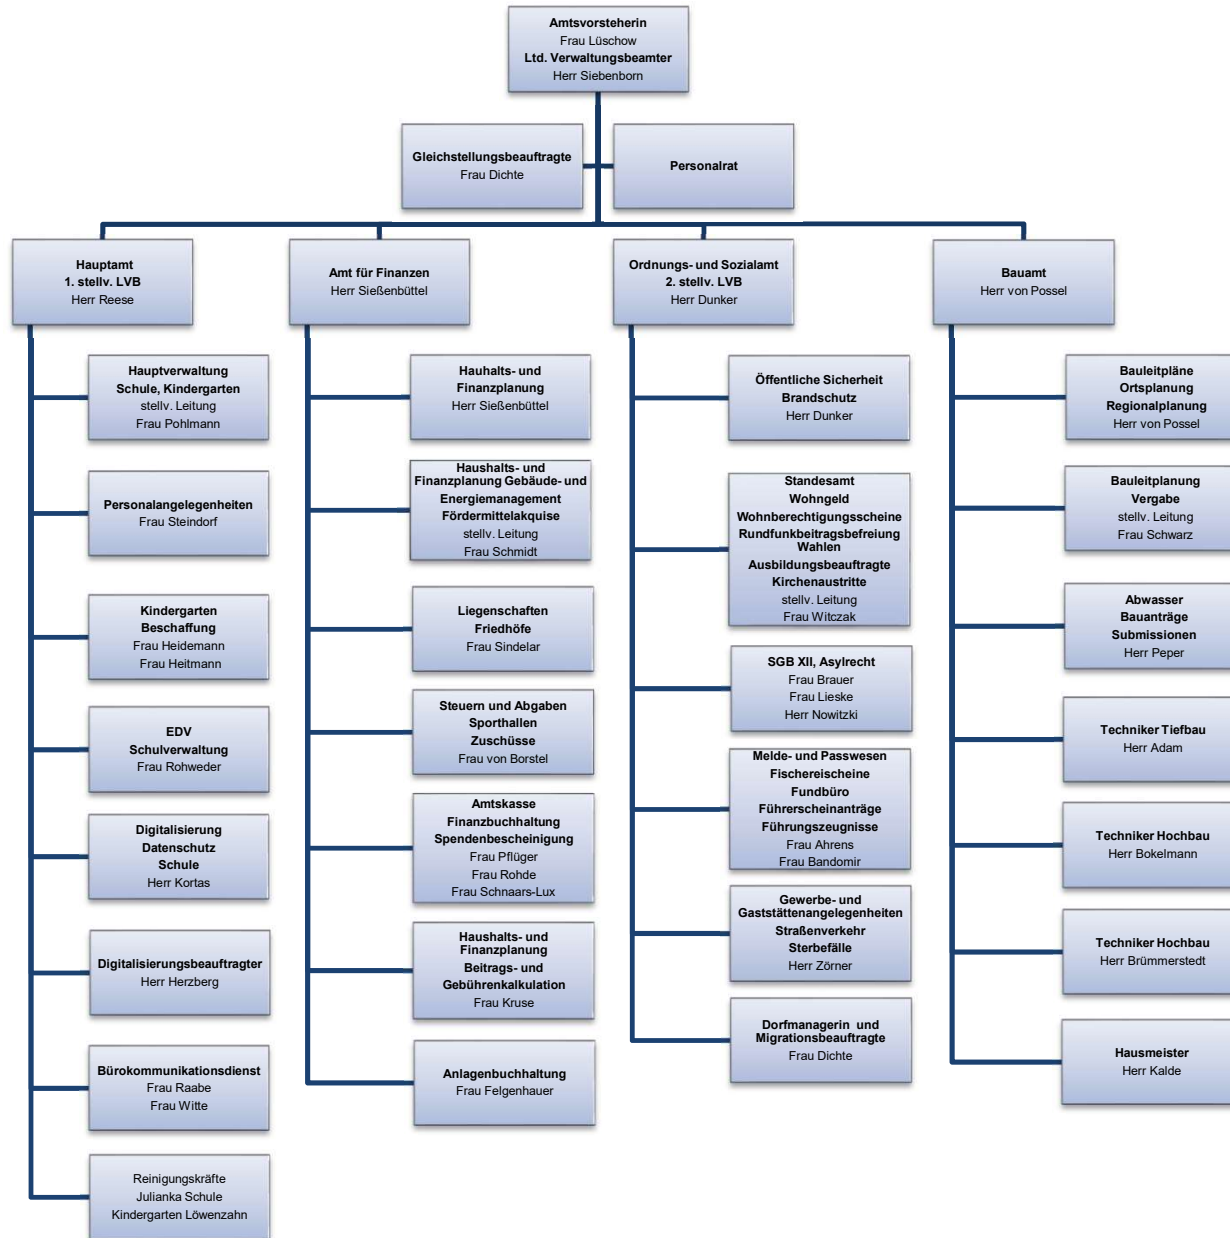 Amtsvorsteherin
Frau Lüschow
Ltd. Verwaltungsbeamter
Herr Siebenborn
Gleichstellungsbeauftragte
Frau Dichte
Personalrat
Hauptamt
1. stellv. LVB
Herr Reese
Amt für Finanzen
Herr Sießenbüttel
Ordnungs- und Sozialamt
2. stellv. LVB
Herr Dunker
Bauamt
Herr von Possel
Hauptverwaltung
Schule, Kindergarten
stellv. Leitung
Frau Pohlmann
Personalangelegenheiten
Frau Steindorf
Kindergarten
Beschaffung
Frau Heidemann
Frau Heitmann
EDV
Schulverwaltung
Frau Rohweder
Digitalisierung
Datenschutz
Schule
Herr Kortas
Digitalisierungsbeauftragter
Herr Herzberg
Bürokommunikationsdienst
Frau Raabe
Frau Witte
Reinigungskräfte
Julianka Schule
Kindergarten Löwenzahn
Hauhalts- und
Finanzplanung
Herr Sießenbüttel
Haushalts- und
Finanzplanung Gebäude- und
Energiemanagement
Fördermittelakquise
stellv. Leitung
Frau Schmidt
Liegenschaften
Friedhöfe
Frau Sindelar
Steuern und Abgaben
Sporthallen
Zuschüsse
Frau von Borstel
Amtskasse
Finanzbuchhaltung
Spendenbescheinigung
Frau Pflüger
Frau Rohde
Frau Schnaars-Lux
Haushalts- und
Finanzplanung
Beitrags- und
Gebührenkalkulation
Frau Kruse
Anlagenbuchhaltung
Frau Felgenhauer
Öffentliche Sicherheit
Brandschutz
Herr Dunker
Standesamt
Wohngeld
Wohnberechtigungsscheine
Rundfunkbeitragsbefreiung
Wahlen
Ausbildungsbeauftragte
Kirchenaustritte
stellv. Leitung
Frau Witczak
SGB XII, Asylrecht
Frau Brauer
Frau Lieske
Herr Nowitzki
Melde- und Passwesen
Fischereischeine
Fundbüro
Führerscheinanträge
Führungszeugnisse
Frau Ahrens
Frau Bandomir
Gewerbe- und
Gaststättenangelegenheiten
Straßenverkehr
Sterbefälle
Herr Zörner
Dorfmanagerin und
Migrationsbeauftragte
Frau Dichte
Bauleitpläne
Ortsplanung
Regionalplanung
Herr von Possel
Bauleitplanung
Vergabe
stellv. Leitung
Frau Schwarz
Abwasser
Bauanträge
Submissionen
Herr Peper
Techniker Tiefbau
Herr Adam
Techniker Hochbau
Herr Bokelmann
Techniker Hochbau
Herr Brümmerstedt
Hausmeister
Herr Kalde